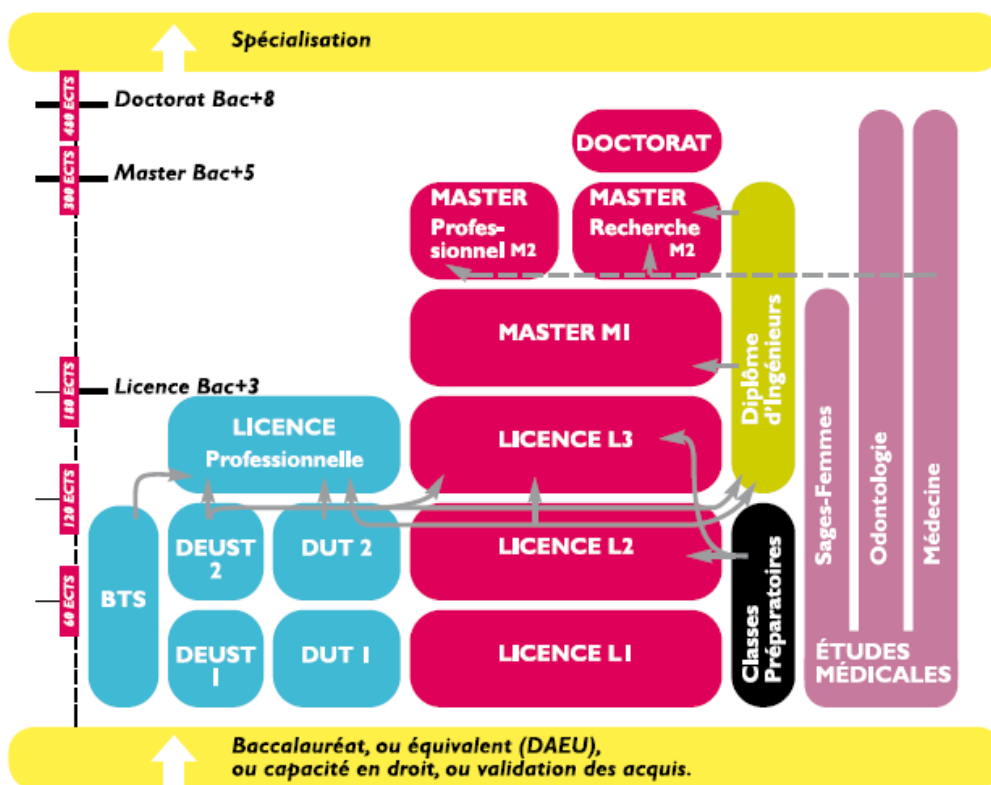 Spécialisation
480 ECTS
Doctorat Bac+8
DOCTORAT
300 ECTS
Master Bac+5
MASTER
Profes-
sionnel M2
MASTER
Recherche
M2
MASTER M1
Diplôme
d'Ingénieurs
180 ECTS
Licence Bac+3
LICENCE
Professionnelle
LICENCE L3
120 ECTS
BTS
DEUST
2
DUT 2
LICENCE L2
60 ECTS
DEUST
1
DUT 1
LICENCE L1
Classes
Préparatoires
Sages-Femmes
Odontologie
Médecine
ÉTUDES
MÉDICALES
Baccalauréat, ou équivalent (DAEU),
ou capacité en droit, ou validation des acquis.